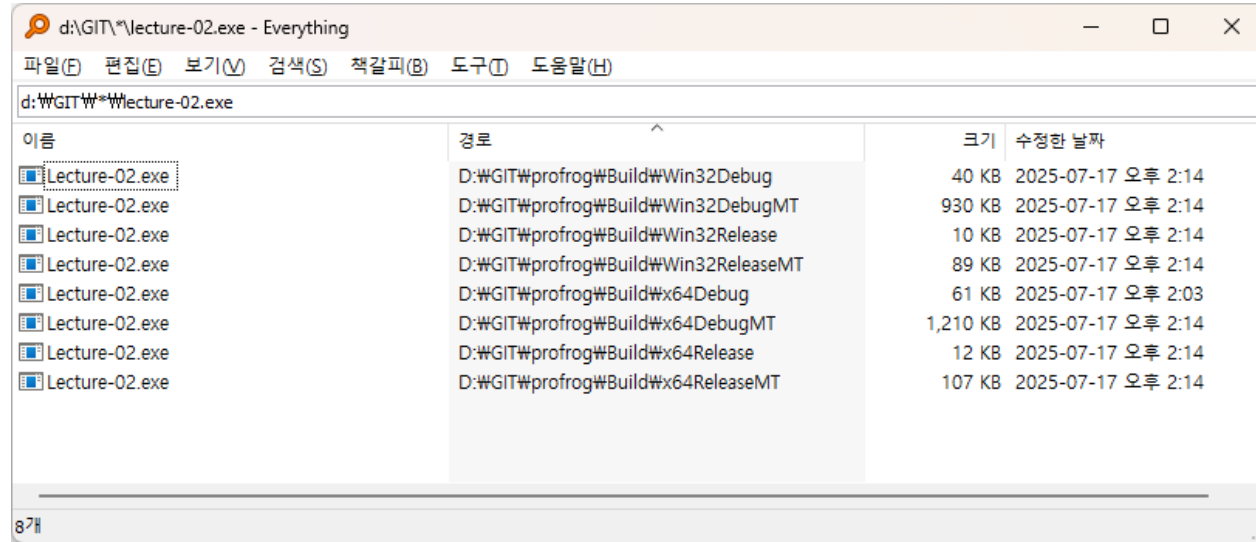 d:\GIT\*\lecture-02.exe - Everything
파일(F) 편집(E) 보기(V) 검색(S) 책갈피(B) 도구(T) 도움말(H)
d:₩GIT₩*₩lecture-02.exe
이름 경로 크기 수정한 날짜
Lecture-02.exe D:₩GIT₩profrog₩Build₩Win32Debug 40 KB 2025-07-17 오후 2:14
Lecture-02.exe D:₩GIT₩profrog₩Build₩Win32DebugMT 930 KB 2025-07-17 오후 2:14
Lecture-02.exe D:₩GIT₩profrog₩Build₩Win32Release 10 KB 2025-07-17 오후 2:14
Lecture-02.exe D:₩GIT₩profrog₩Build₩Win32ReleaseMT 89 KB 2025-07-17 오후 2:14
Lecture-02.exe D:₩GIT₩profrog₩Build₩x64Debug 61 KB 2025-07-17 오후 2:03
Lecture-02.exe D:₩GIT₩profrog₩Build₩x64DebugMT 1,210 KB 2025-07-17 오후 2:14
Lecture-02.exe D:₩GIT₩profrog₩Build₩x64Release 12 KB 2025-07-17 오후 2:14
Lecture-02.exe D:₩GIT₩profrog₩Build₩x64ReleaseMT 107 KB 2025-07-17 오후 2:14
8개